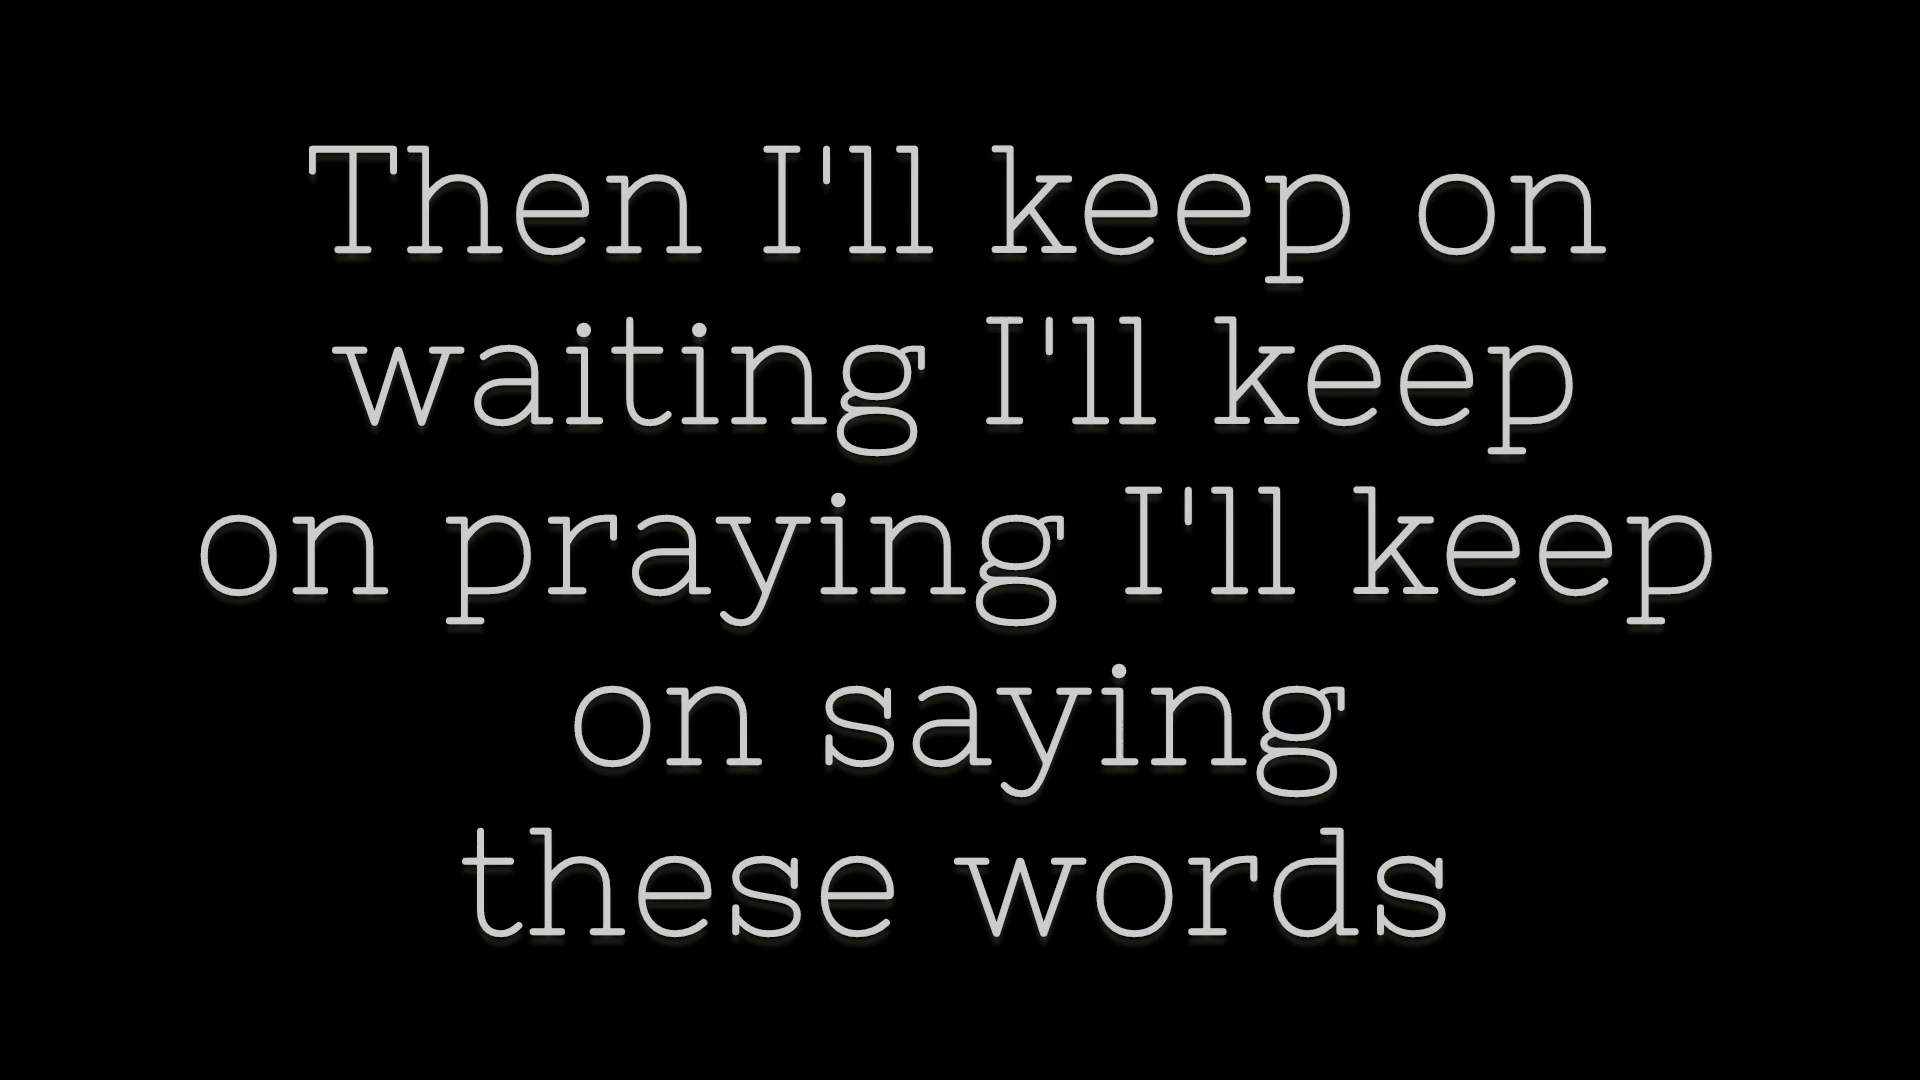 Then I'll keep on
waiting I'll keep
on praying I'll keep
on saying
these words